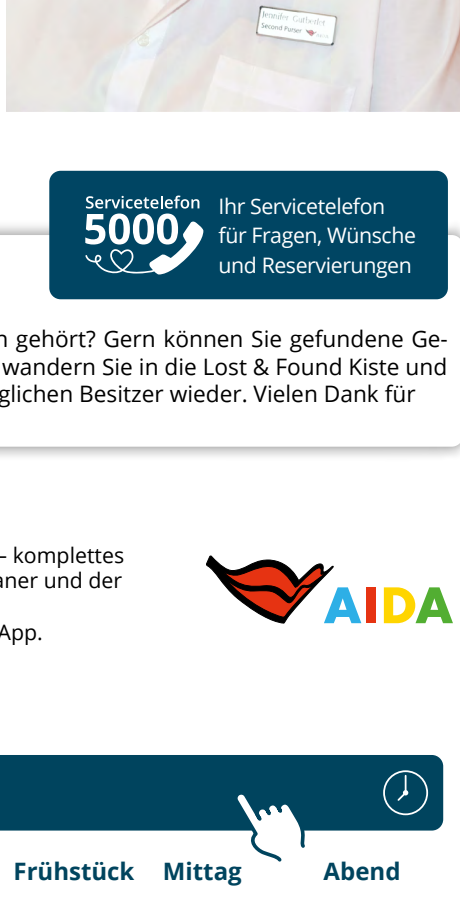 Jennifer Gutberlet
Second Purser
Servicetelefon
5000
Ihr Servicetelefon
für Fragen, Wünsche
und Reservierungen
n gehört? Gern können Sie gefundene Ge-
wandern Sie in die Lost & Found Kiste und
glichen Besitzer wieder. Vielen Dank für
– komplettes
aner und der
App.
AIDA
Frühstück Mittag Abend